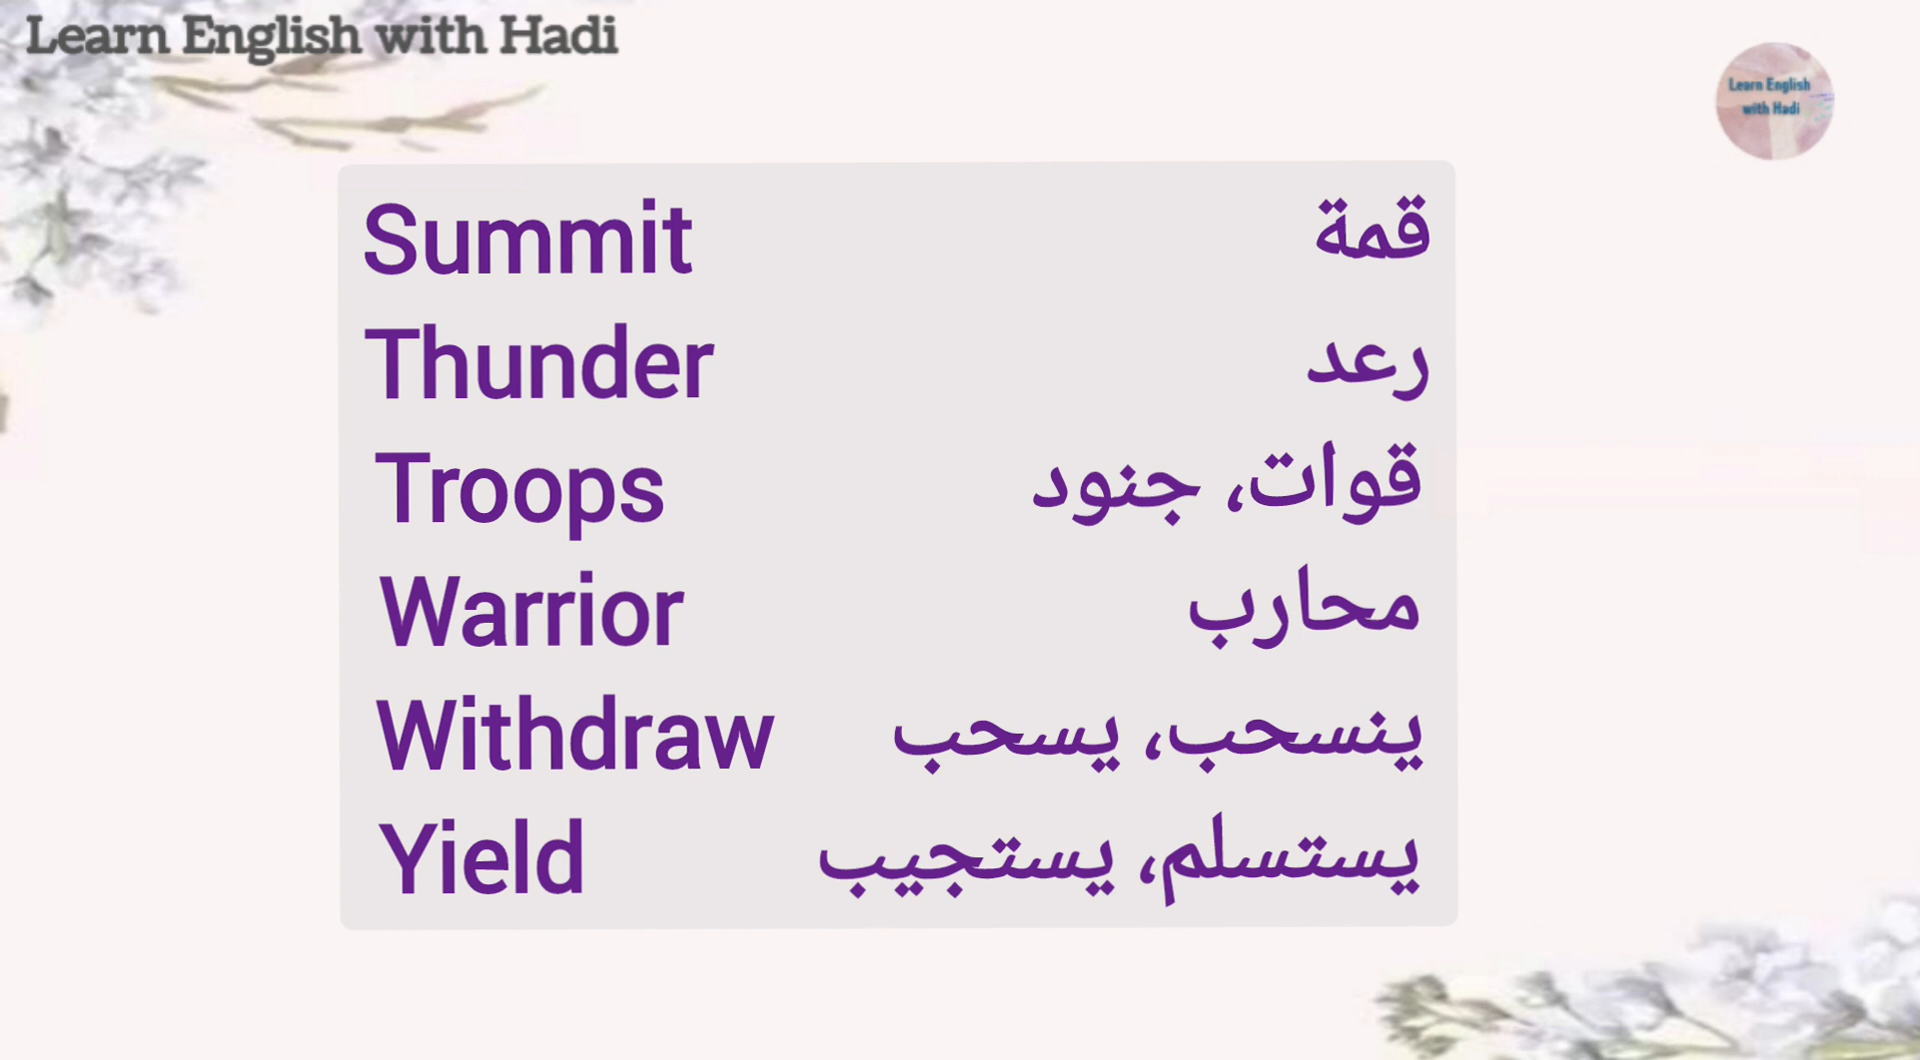 Learn English with Hadi
Learn English
with Hadi
Summit قمة
Thunder رعد
Troops قوات، جنود
Warrior محارب
Withdraw ينسحب، يسحب
Yield يستسلم، يستجيب